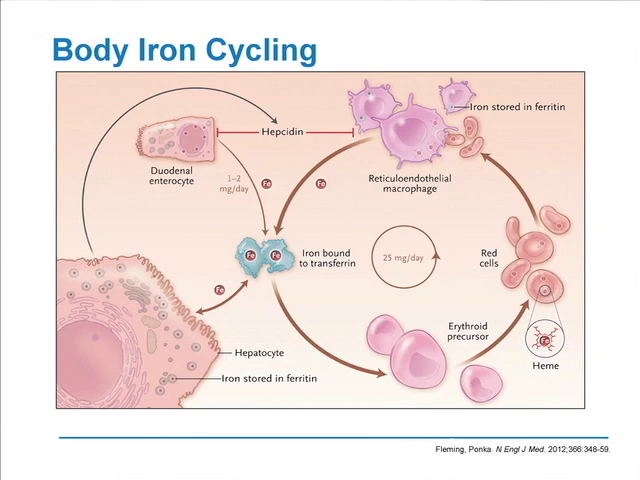 Body Iron Cycling
Iron stored in ferritin
Hepcidin
Duodenal
enterocyte
1–2
mg/day
Fe
Fe
Reticuloendothelial
macrophage
Fe
Fe
Iron bound
to transferrin
25 mg/day
Red
cells
Fe
Erythroid
precursor
Fe
Heme
Hepatocyte
Iron stored in ferritin
Fleming, Ponka. N Engl J Med. 2012;366:348-59.